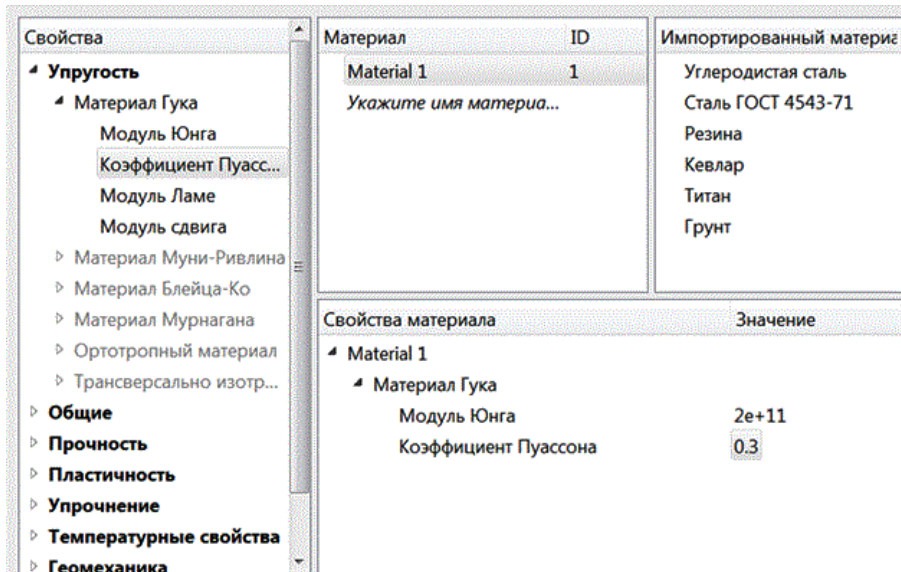 Свойства
Упругость
Материал Гука
Модуль Юнга
Коэффициент Пуасс...
Модуль Ламе
Модуль сдвига
Материал Муни-Ривлина
Материал Блейца-Ко
Материал Мурнагана
Ортотропный материал
Трансверсально изотр...
Общие
Прочность
Пластичность
Упрочнение
Температурные свойства
Геомеханика
Материал ID
Material 1 1
Укажите имя материа...
Импортированный материа
Углеродистая сталь
Сталь ГОСТ 4543-71
Резина
Кевлар
Титан
Грунт
Свойства материала Значение
Material 1
Материал Гука
Модуль Юнга 2e+11
Коэффициент Пуассона 0.3